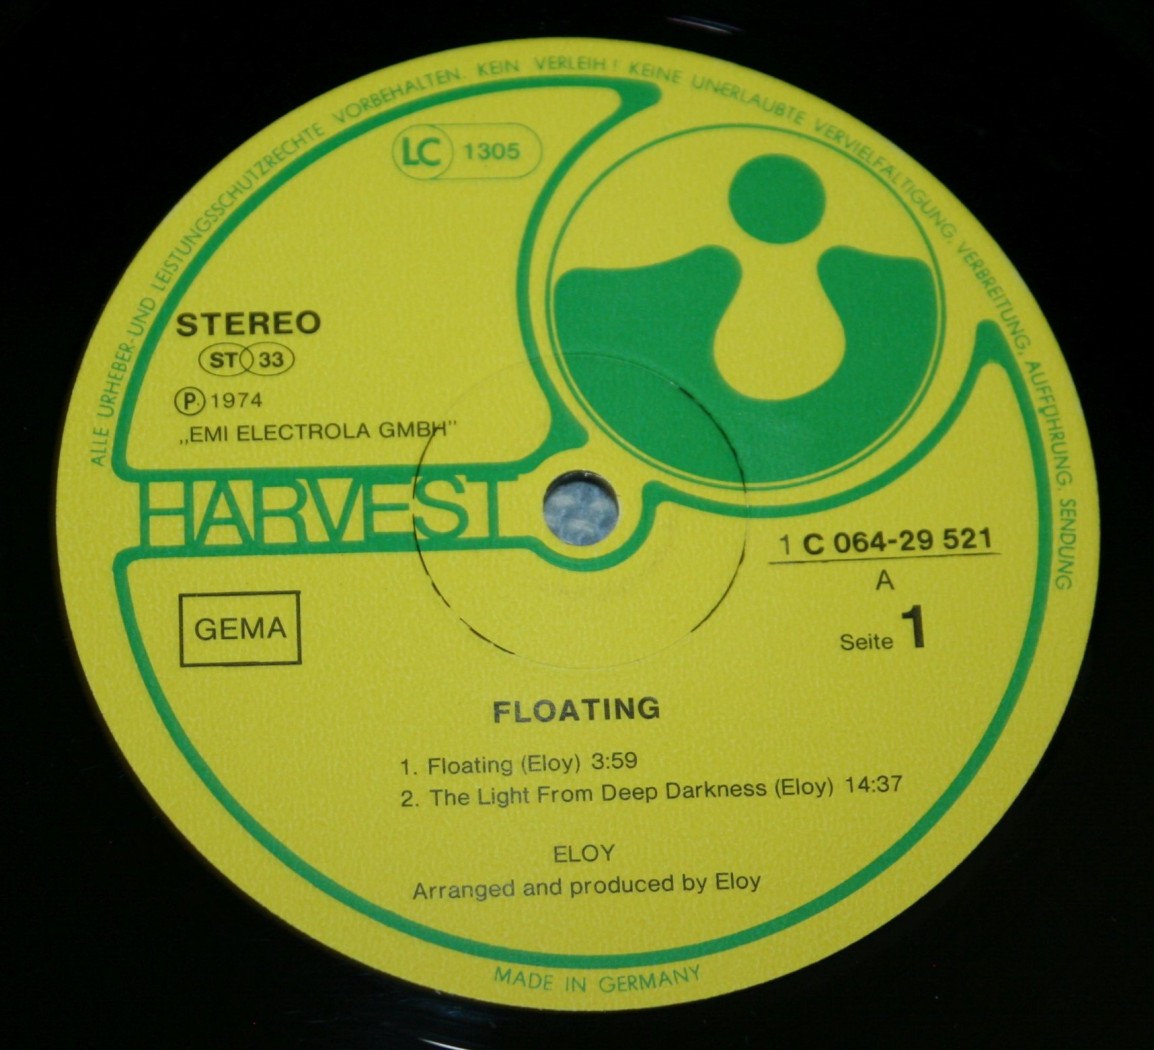 ALLE URHEBER-UND LEISTUNGSSCHUTZRECHTE VORBEHALTEN. KEIN VERLEIH! KEINE UNERLAUBTE VERVIELFÄLTIGUNG, VERBREITUNG, AUFFÜHRUNG, SENDUNG
LC 1305
STEREO
ST 33
P 1974
„EMI ELECTROLA GMBH"
HARVEST
1 C 064-29 521
A
Seite 1
GEMA
FLOATING
1. Floating (Eloy) 3:59
2. The Light From Deep Darkness (Eloy) 14:37
ELOY
Arranged and produced by Eloy
MADE IN GERMANY